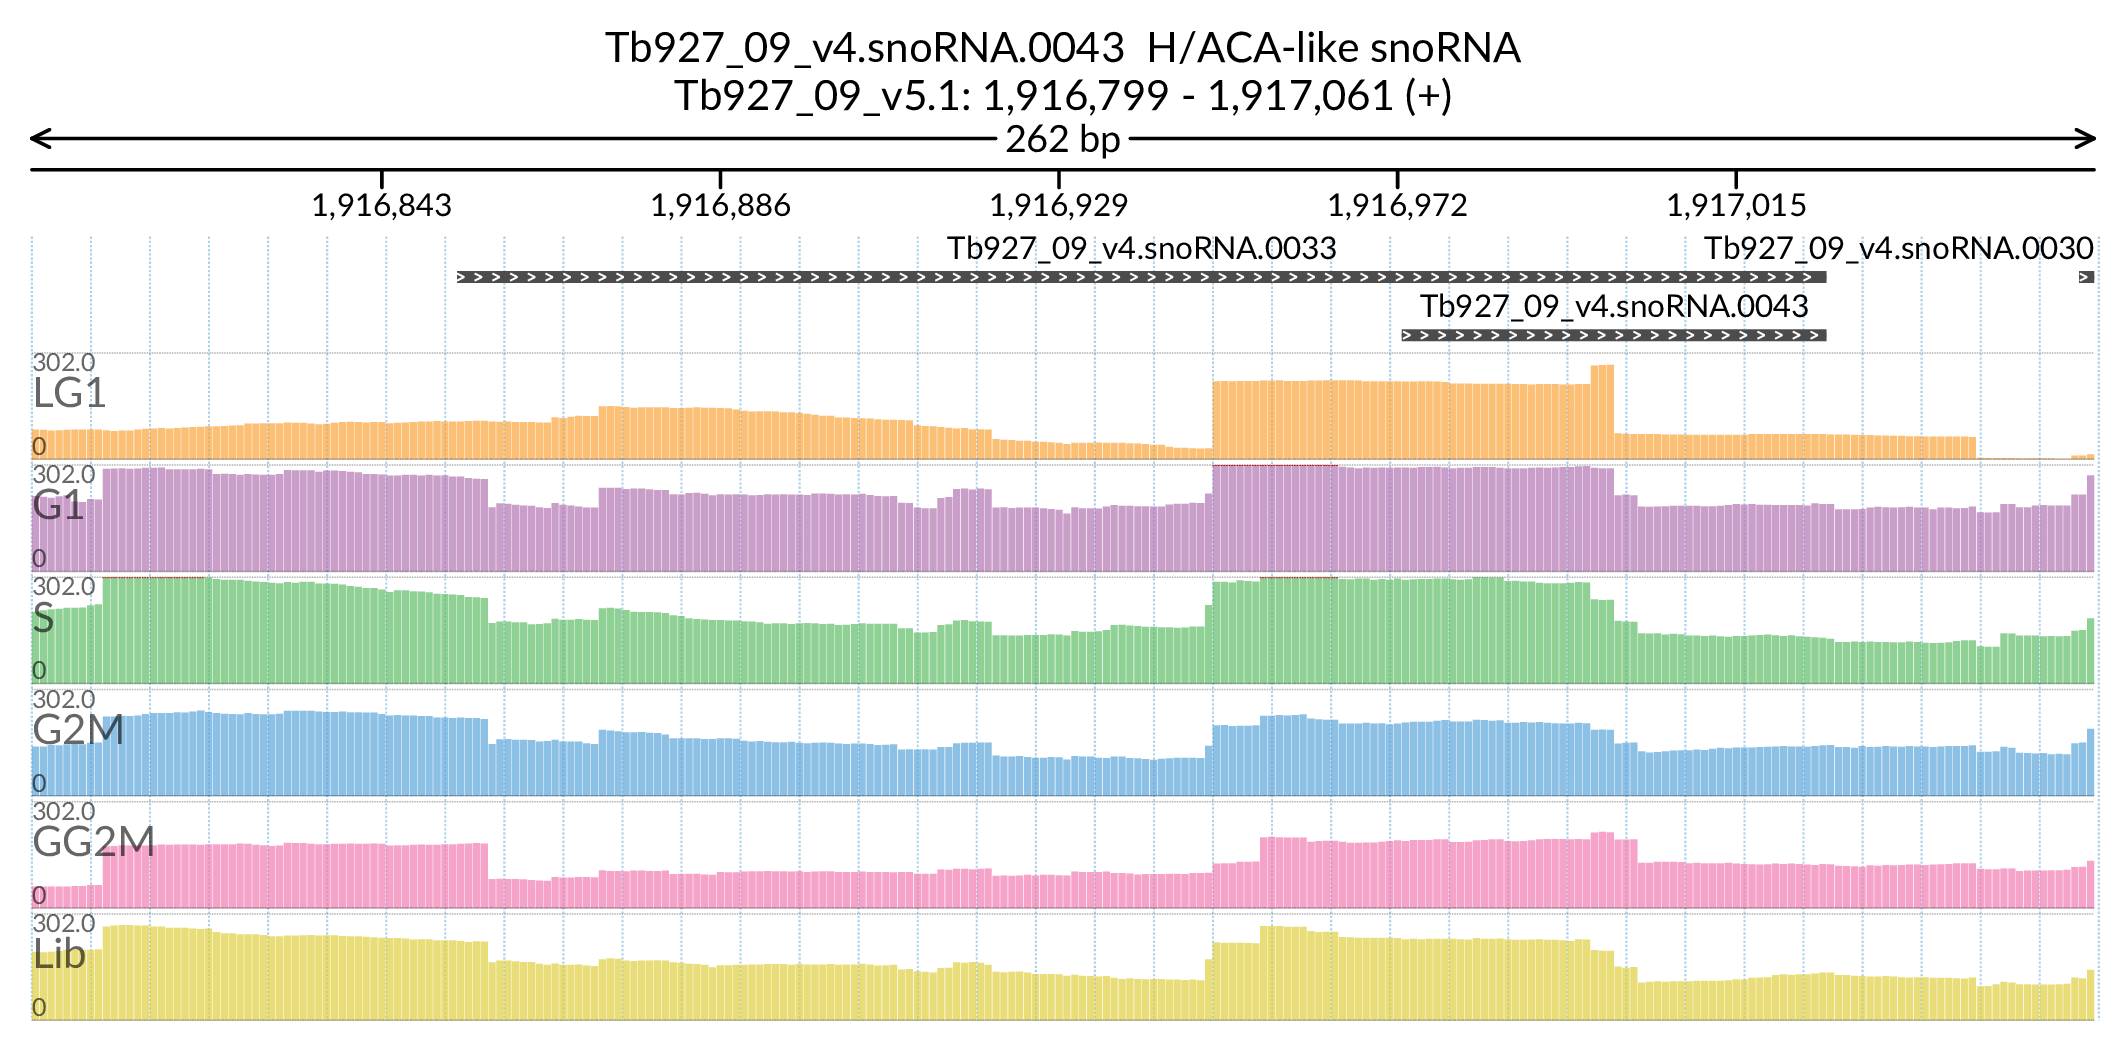 Tb927_09_v4.snoRNA.0043  H/ACA-like snoRNA
Tb927_09_v5.1: 1,916,799 - 1,917,061 (+)
262 bp
1,916,843 1,916,886 1,916,929 1,916,972 1,917,015
Tb927_09_v4.snoRNA.0033 Tb927_09_v4.snoRNA.0030
Tb927_09_v4.snoRNA.0043
302.0
LG1
0
302.0
G1
0
302.0
S
0
302.0
G2M
0
302.0
GG2M
0
302.0
Lib
0